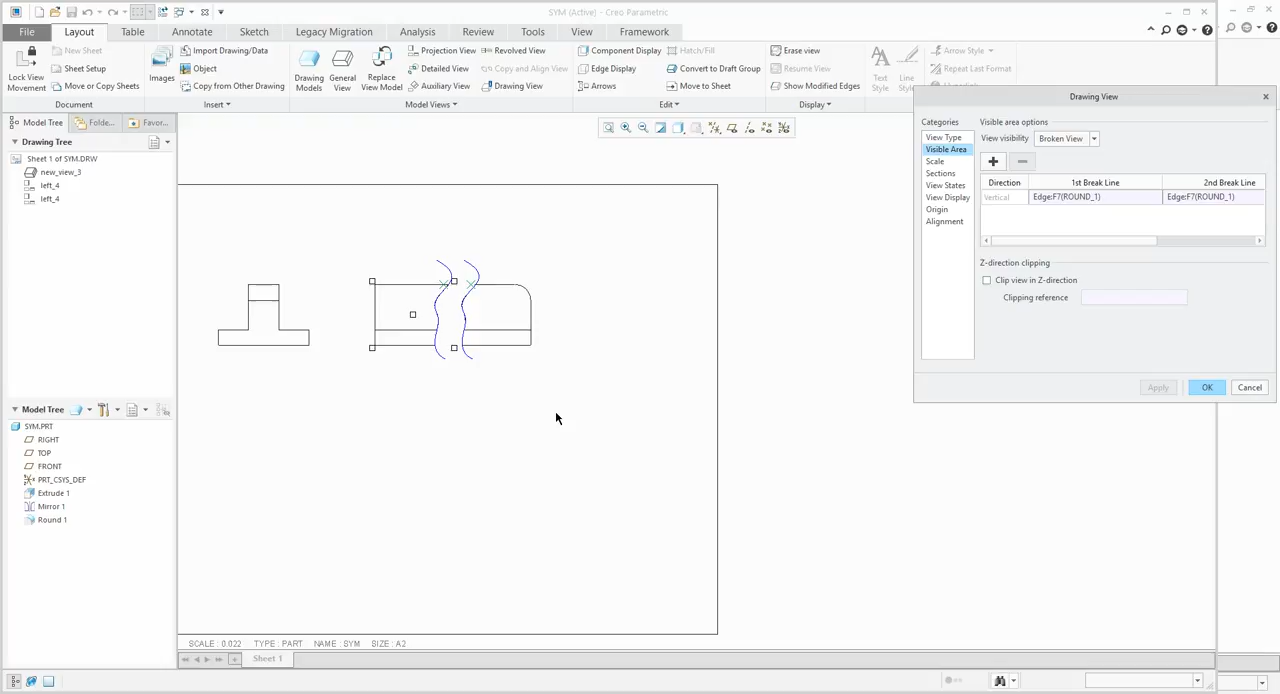 SYM (Active) - Creo Parametric
File Layout Table Annotate Sketch Legacy Migration Analysis Review Tools View Framework
Lock View Movement
New Sheet
Sheet Setup
Move or Copy Sheets
Document
Images
Import Drawing/Data
Object
Copy from Other Drawing
Insert
Drawing Models
General View
Replace View Model
Projection View
Detailed View
Auxiliary View
Revolved View
Copy and Align View
Drawing View
Model Views
Component Display
Edge Display
Arrows
Hatch/Fill
Convert to Draft Group
Move to Sheet
Edit
Erase view
Resume View
Show Modified Edges
Display
Text Style
Line Style
Arrow Style
Repeat Last Format
Model Tree Folde... Favor...
Drawing Tree
Sheet 1 of SYM.DRW
new_view_3
left_4
left_4
Model Tree
SYM.PRT
RIGHT
TOP
FRONT
PRT_CSYS_DEF
Extrude 1
Mirror 1
Round 1
Drawing View
Categories
View Type
Visible Area
Scale
Sections
View States
View Display
Origin
Alignment
Visible area options
View visibility Broken View
Direction 1st Break Line 2nd Break Line
Vertical Edge:F7(ROUND_1) Edge:F7(ROUND_1)
Z-direction clipping
Clip view in Z-direction
Clipping reference
Apply OK Cancel
SCALE : 0.022 TYPE : PART NAME : SYM SIZE : A2
Sheet 1